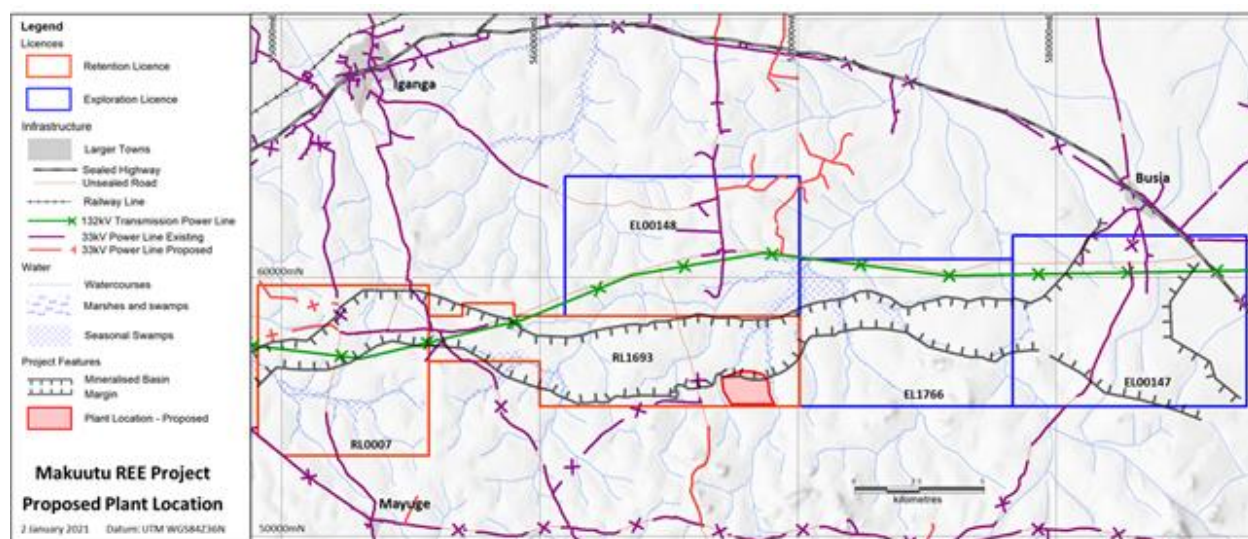 Legend
Licences
Retention Licence
Exploration Licence
Infrastructure
Larger Towns
Sealed Highway
Unsealed Road
Railway Line
132kV Transmission Power Line
33kV Power Line Existing
33kV Power Line Proposed
Water
Watercourses
Marshes and swamps
Seasonal Swamps
Project Features
Mineralised Basin
Margin
Plant Location - Proposed
Makuutu REE Project
Proposed Plant Location
2 January 2021 Datum: UTM WGS84Z36N
Iganga
Busia
EL00148
60000mN
RL1693
EL1766
EL00147
RL0007
Mayuge
kilometres
50000mN